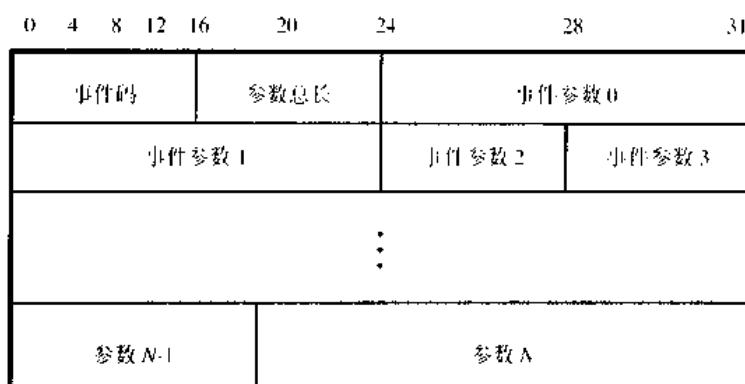 0 4 8 12 16 20 24 28 31
事件码 参数总长 事件参数 0
事件参数 1 事件参数 2 事件参数 3
参数 N-1 参数 N